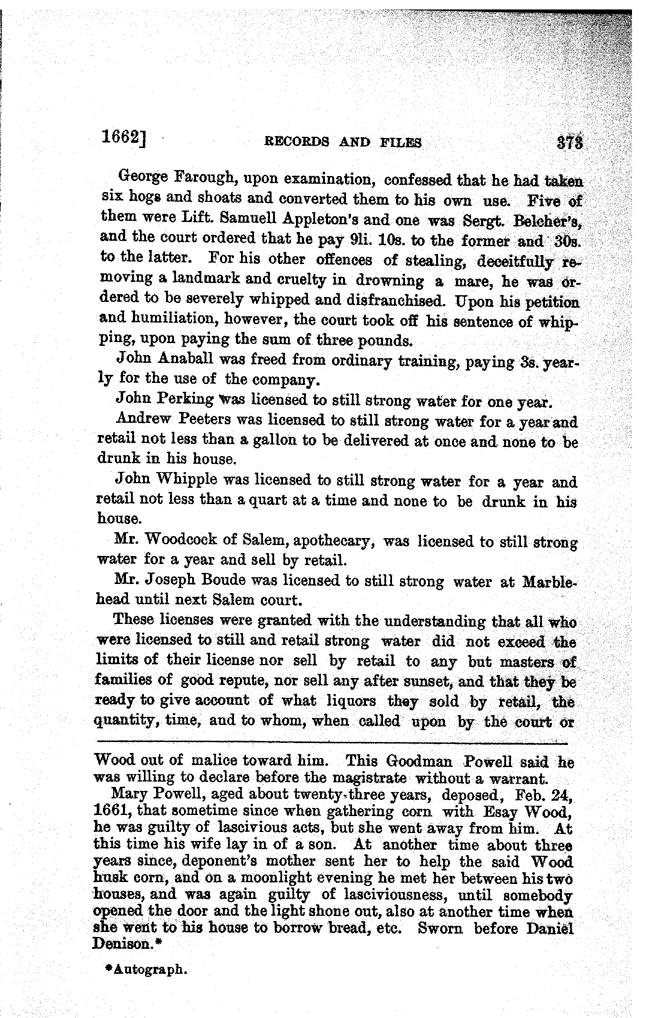 1662] RECORDS AND FILES 373
George Farough, upon examination, confessed that he had taken
six hogs and shoats and converted them to his own use. Five of
them were Lift. Samuell Appleton's and one was Sergt. Belcher's,
and the court ordered that he pay 9li. 10s. to the former and 30s.
to the latter. For his other offences of stealing, deceitfully re-
moving a landmark and cruelty in drowning a mare, he was or-
dered to be severely whipped and disfranchised. Upon his petition
and humiliation, however, the court took off his sentence of whip-
ping, upon paying the sum of three pounds.
John Anaball was freed from ordinary training, paying 3s. year-
ly for the use of the company.
John Perking was licensed to still strong water for one year.
Andrew Peeters was licensed to still strong water for a year and
retail not less than a gallon to be delivered at once and none to be
drunk in his house.
John Whipple was licensed to still strong water for a year and
retail not less than a quart at a time and none to be drunk in his
house.
Mr. Woodcock of Salem, apothecary, was licensed to still strong
water for a year and sell by retail.
Mr. Joseph Boude was licensed to still strong water at Marble-
head until next Salem court.
These licenses were granted with the understanding that all who
were licensed to still and retail strong water did not exceed the
limits of their license nor sell by retail to any but masters of
families of good repute, nor sell any after sunset, and that they be
ready to give account of what liquors they sold by retail, the
quantity, time, and to whom, when called upon by the court or
Wood out of malice toward him. This Goodman Powell said he
was willing to declare before the magistrate without a warrant.
Mary Powell, aged about twenty-three years, deposed, Feb. 24,
1661, that sometime since when gathering corn with Esay Wood,
he was guilty of lascivious acts, but she went away from him. At
this time his wife lay in of a son. At another time about three
years since, deponent's mother sent her to help the said Wood
husk corn, and on a moonlight evening he met her between his two
houses, and was again guilty of lasciviousness, until somebody
opened the door and the light shone out, also at another time when
she went to his house to borrow bread, etc. Sworn before Daniel
Denison.*
*Autograph.